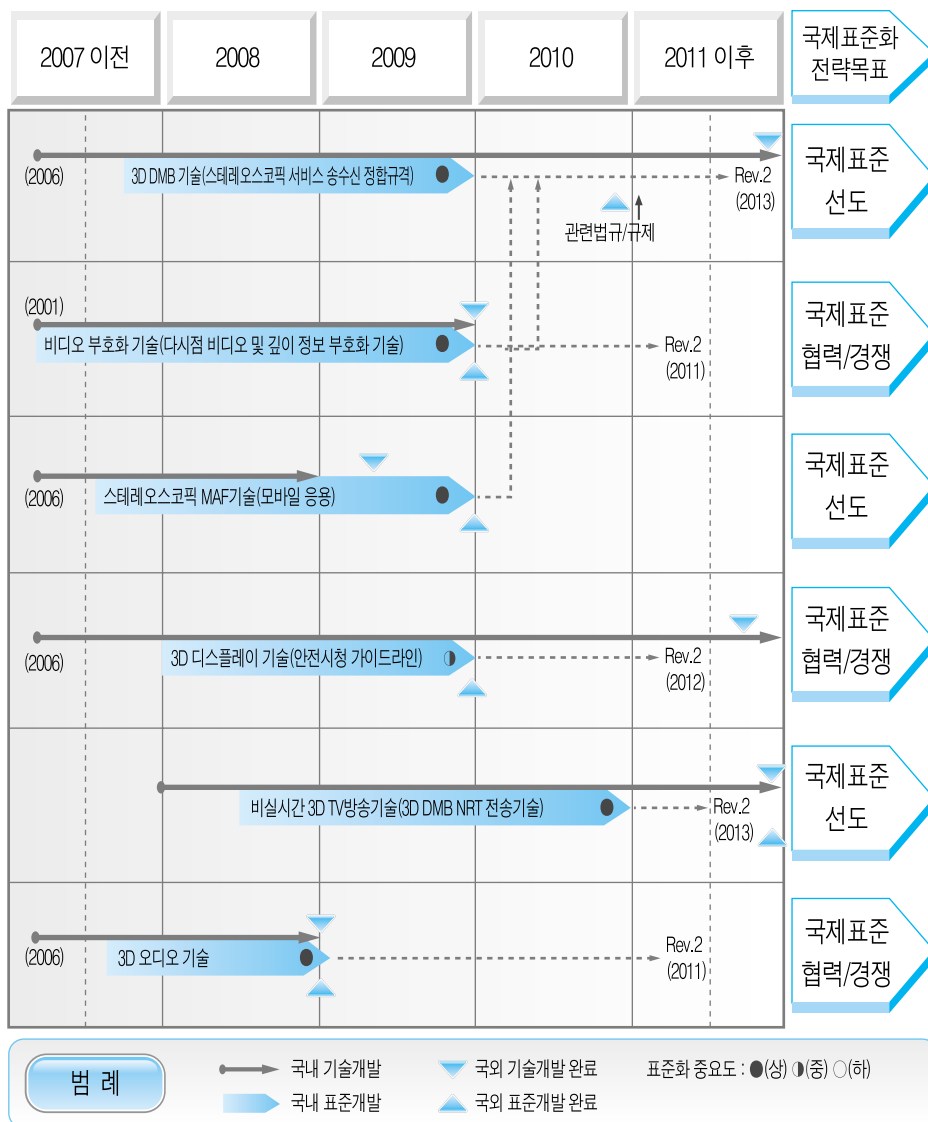 2007 이전
2008
2009
2010
2011 이후
국제표준화
전략목표
(2006)
3D DMB 기술(스테레오스코픽 서비스 송수신 정합규격)
Rev.2
(2013)
관련법규/규제
국제표준
선도
(2001)
비디오 부호화 기술(다시점 비디오 및 깊이 정보 부호화 기술)
Rev.2
(2011)
국제표준
협력/경쟁
(2006)
스테레오스코픽 MAF기술(모바일 응용)
국제표준
선도
(2006)
3D 디스플레이 기술(안전시청 가이드라인)
Rev.2
(2012)
국제표준
협력/경쟁
비실시간 3D TV방송기술(3D DMB NRT 전송기술)
Rev.2
(2013)
국제표준
선도
(2006)
3D 오디오 기술
Rev.2
(2011)
국제표준
협력/경쟁
범 례
국내 기술개발
국외 기술개발 완료
표준화 중요도 : ●(상) ◑(중) ○(하)
국내 표준개발
국외 표준개발 완료